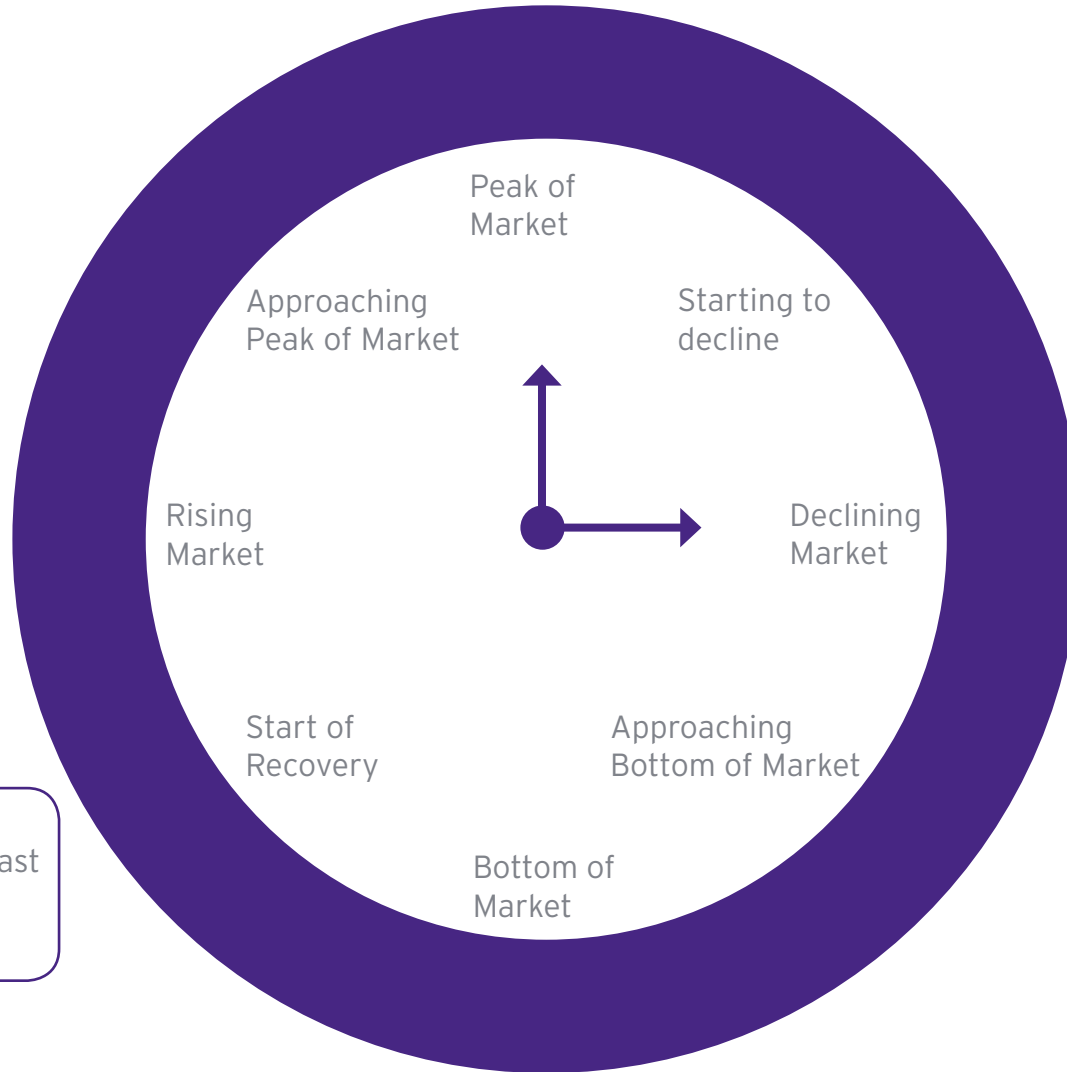 Peak of
Market
Approaching
Peak of Market
Starting to
decline
Rising
Market
Declining
Market
Start of
Recovery
Approaching
Bottom of Market
Bottom of
Market